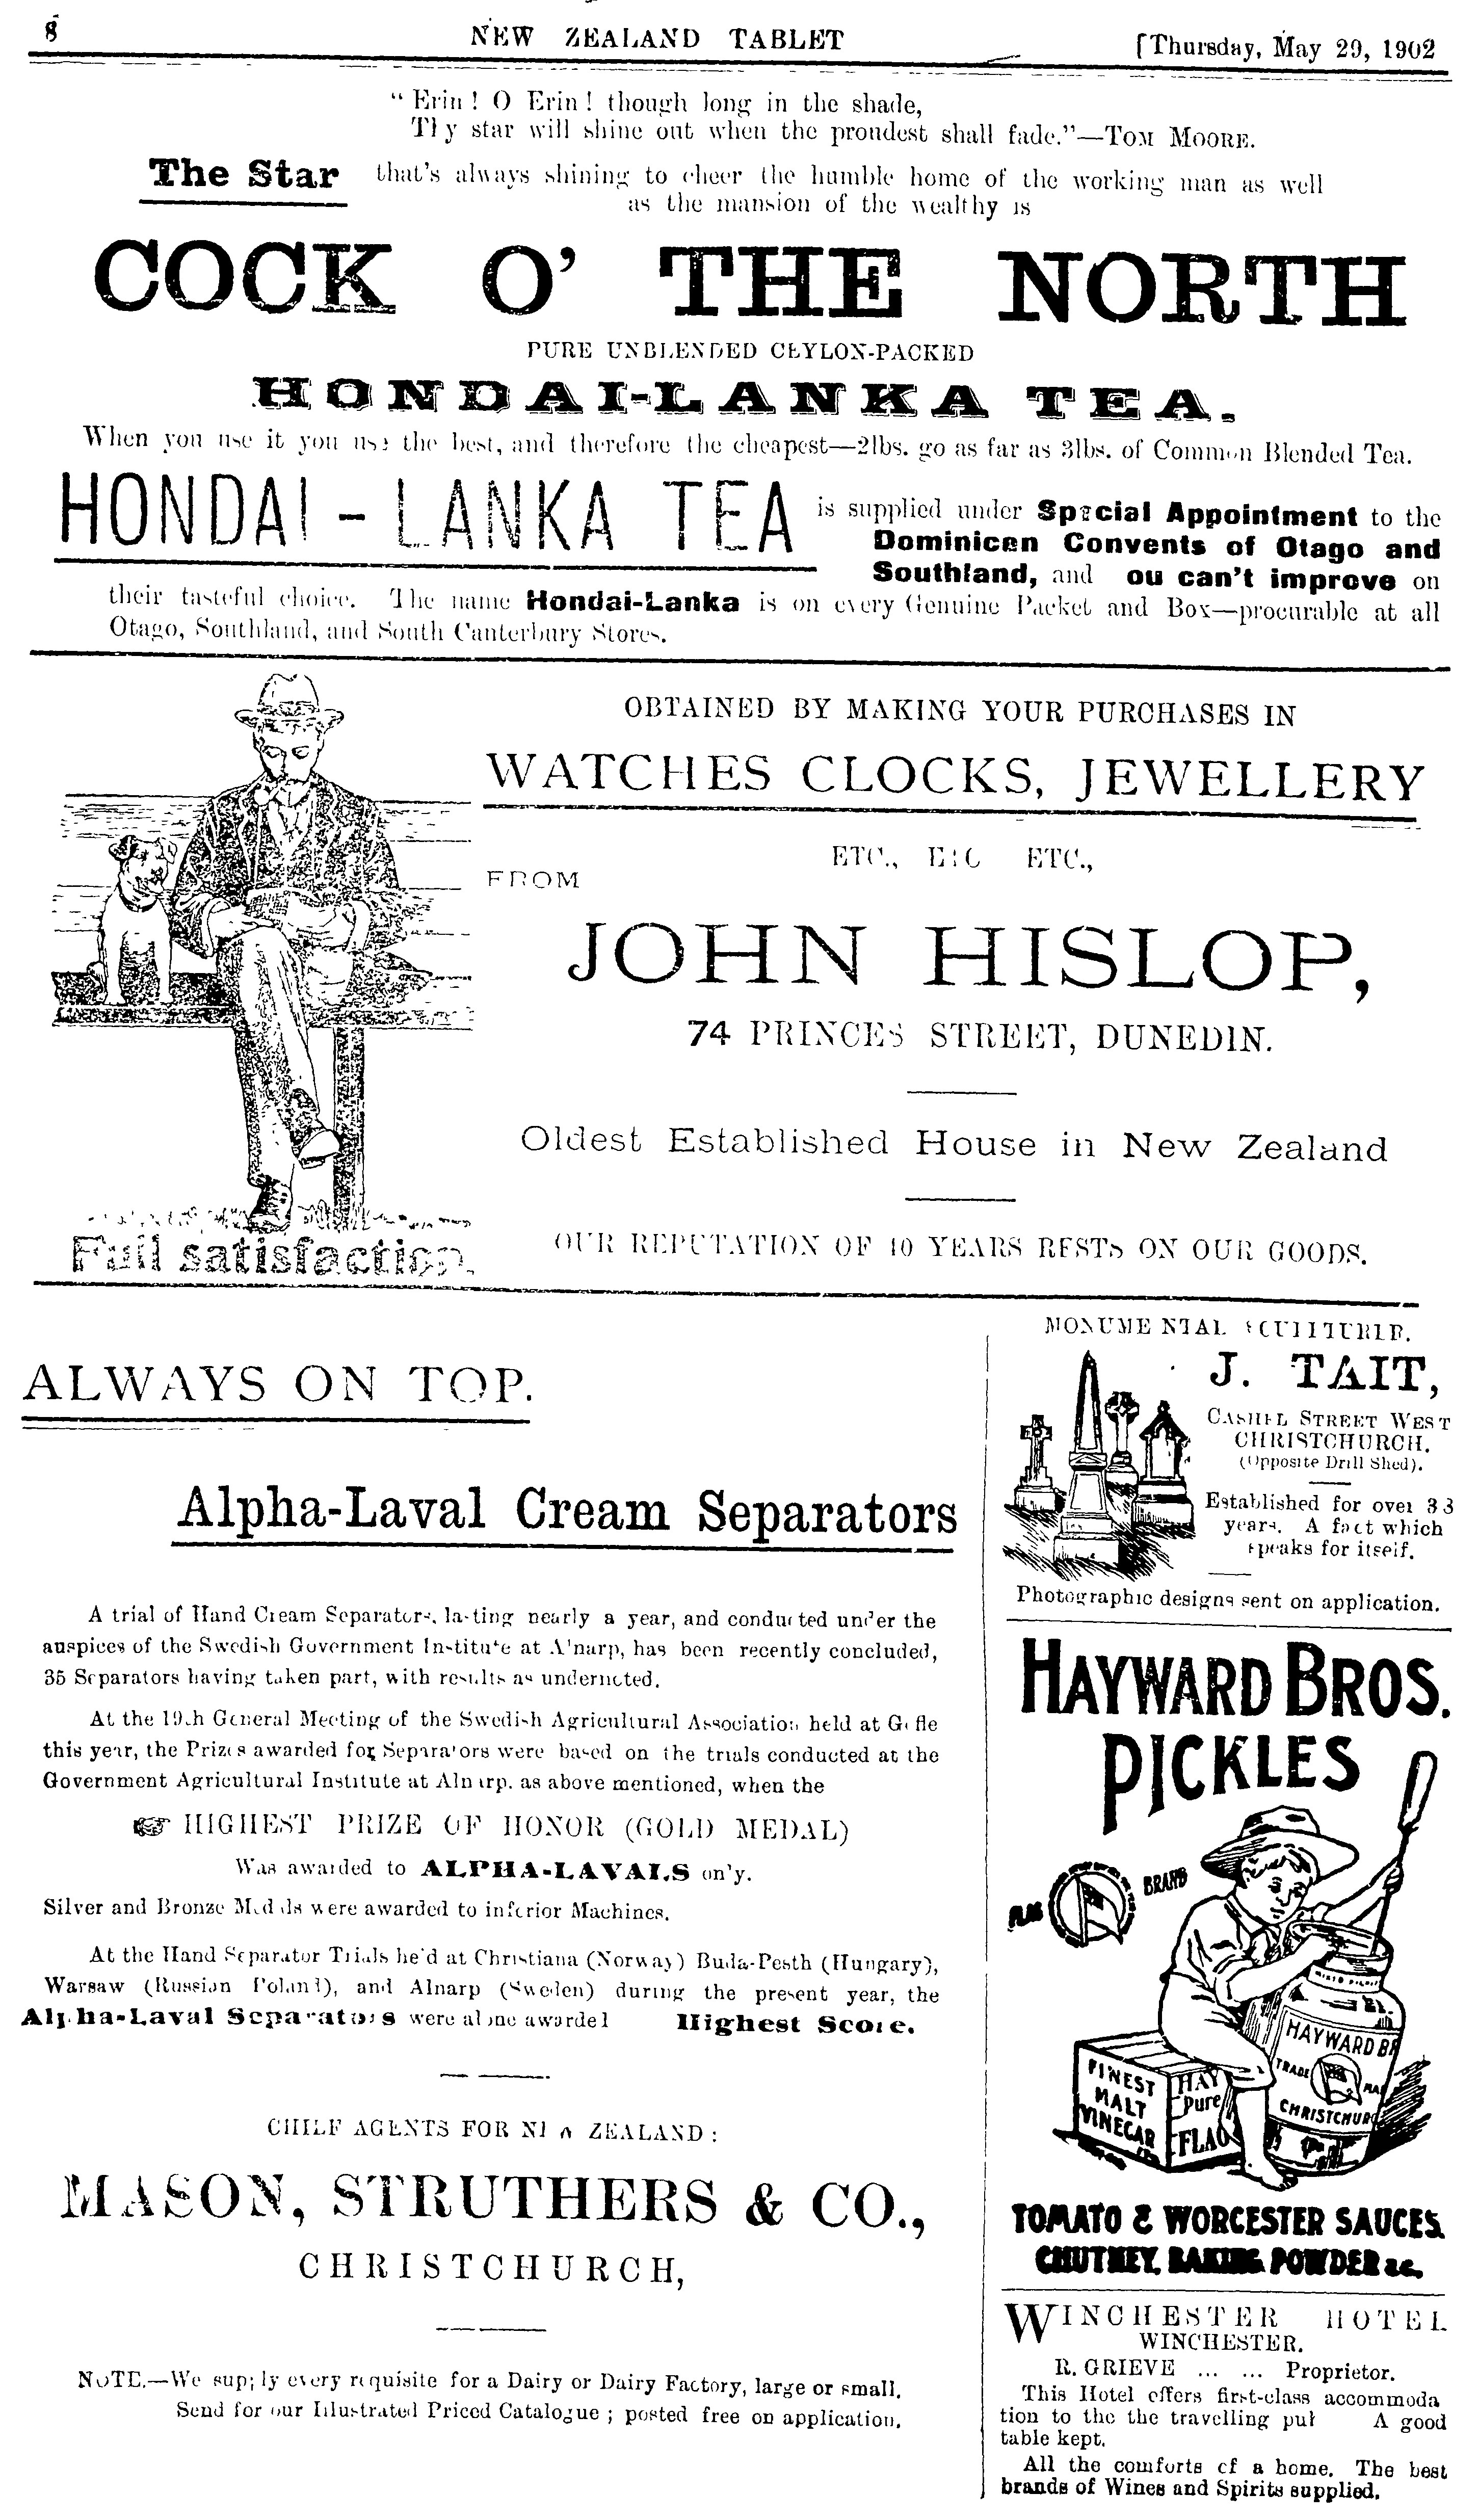 8
NEW ZEALAND TABLET
[Thursday, May 29, 1902
"Erin! O Erin! though long in the shade,
Thy star will shine out when the proudest shall fade."—TOM MOORE.
The Star that's always shining to cheer the humble home of the working man as well
as the mansion of the wealthy is
COCK O' THE NORTH
PURE UNBLENDED CEYLON-PACKED
HONDAI-LANKA TEA.
When you use it you use the best, and therefore the cheapest—2lbs. go as far as 3lbs. of Common Blended Tea.
HONDAI-LANKA TEA is supplied under Special Appointment to the
Dominican Convents of Otago and
Southland, and ou can't improve on
their tasteful choice. The name Hondai-Lanka is on every Genuine Packet and Box—procurable at all
Otago, Southland, and South Canterbury Stores.
OBTAINED BY MAKING YOUR PURCHASES IN
WATCHES CLOCKS, JEWELLERY
ETC., ETC ETC.,
FROM
JOHN HISLOP,
74 PRINCES STREET, DUNEDIN.
Oldest Established House in New Zealand
OUR REPUTATION OF 40 YEARS RESTS ON OUR GOODS.
Full satisfaction.
ALWAYS ON TOP.
Alpha-Laval Cream Separators
A trial of Hand Cream Separators, lasting nearly a year, and conducted under the
auspices of the Swedish Government Institute at Alnarp, has been recently concluded,
35 Separators having taken part, with results as undernoted.
At the 19th General Meeting of the Swedish Agricultural Association held at Gefle
this year, the Prizes awarded for Separators were based on the trials conducted at the
Government Agricultural Institute at Alnarp. as above mentioned, when the
☞ HIGHEST PRIZE OF HONOR (GOLD MEDAL)
Was awarded to ALPHA-LAVALS only.
Silver and Bronze Medals were awarded to inferior Machines.
At the Hand Separator Trials held at Christiana (Norway) Buda-Pesth (Hungary),
Warsaw (Russian Poland), and Alnarp (Sweden) during the present year, the
Alpha-Laval Separators were alone awarded Highest Score.
CHIEF AGENTS FOR NEW ZEALAND:
MASON, STRUTHERS & CO.,
CHRISTCHURCH,
NOTE.—We supply every requisite for a Dairy or Dairy Factory, large or small.
Send for our Illustrated Priced Catalogue; posted free on application.
MONUMENTAL SCULPTURE.
J. TAIT,
CASHEL STREET WEST
CHRISTCHURCH.
(Opposite Drill Shed).
Established for over 33
years. A fact which
speaks for itself.
Photographic designs sent on application.
HAYWARD BROS.
PICKLES
FLAG BRAND
HAYWARD BR
TRADE MA
CHRISTCHUR
FINEST
MALT
VINEGAR
HAY
Pure
FLAG
TOMATO & WORCESTER SAUCES,
CHUTNEY, BAKING POWDER &c.
WINCHESTER HOTEL
WINCHESTER.
R. GRIEVE ... ... Proprietor.
This Hotel offers first-class accommoda
tion to the the travelling pub A good
table kept.
All the comforts of a home. The best
brands of Wines and Spirits supplied.